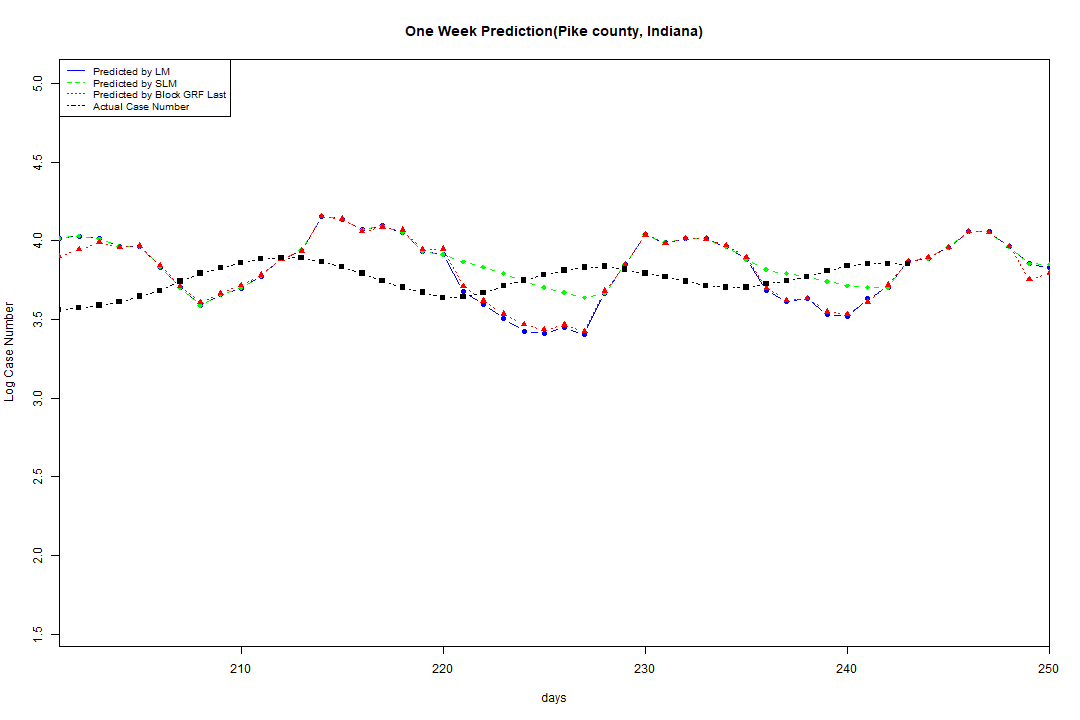 One Week Prediction(Pike county, Indiana)
Predicted by LM
Predicted by SLM
Predicted by Block GRF Last
Actual Case Number
5.0
4.5
4.0
3.5
3.0
2.5
2.0
1.5
Log Case Number
210
220
230
240
250
days